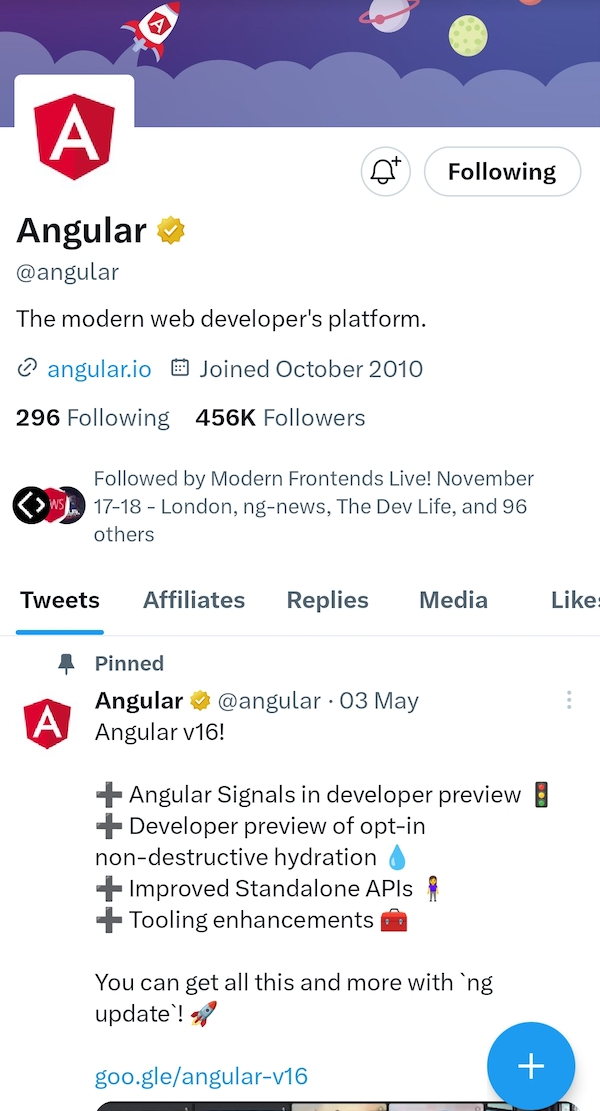 Following
Angular
@angular
The modern web developer's platform.
angular.io Joined October 2010
296 Following 456K Followers
Followed by Modern Frontends Live! November
17-18 - London, ng-news, The Dev Life, and 96
others
Tweets Affiliates Replies Media Likes
Pinned
Angular @angular · 03 May
Angular v16!
➕ Angular Signals in developer preview 🚦
➕ Developer preview of opt-in
non-destructive hydration 💧
➕ Improved Standalone APIs 🧍‍♀️
➕ Tooling enhancements 🧰
You can get all this and more with `ng
update`! 🚀
goo.gle/angular-v16